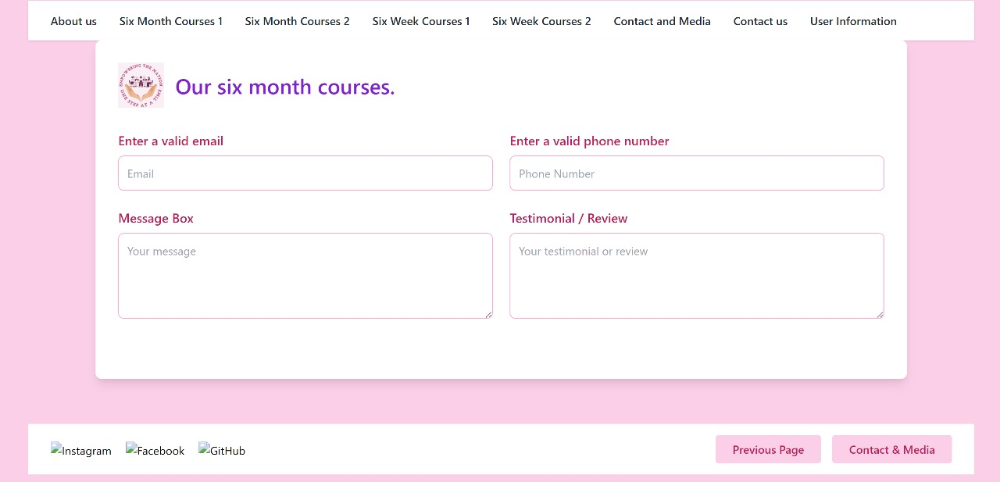 About us Six Month Courses 1 Six Month Courses 2 Six Week Courses 1 Six Week Courses 2 Contact and Media Contact us User Information
EMPOWERING THE NATION
ONE STEP AT A TIME
Our six month courses.
Enter a valid email Enter a valid phone number
Email Phone Number
Message Box Testimonial / Review
Your message Your testimonial or review
Instagram Facebook GitHub Previous Page Contact & Media